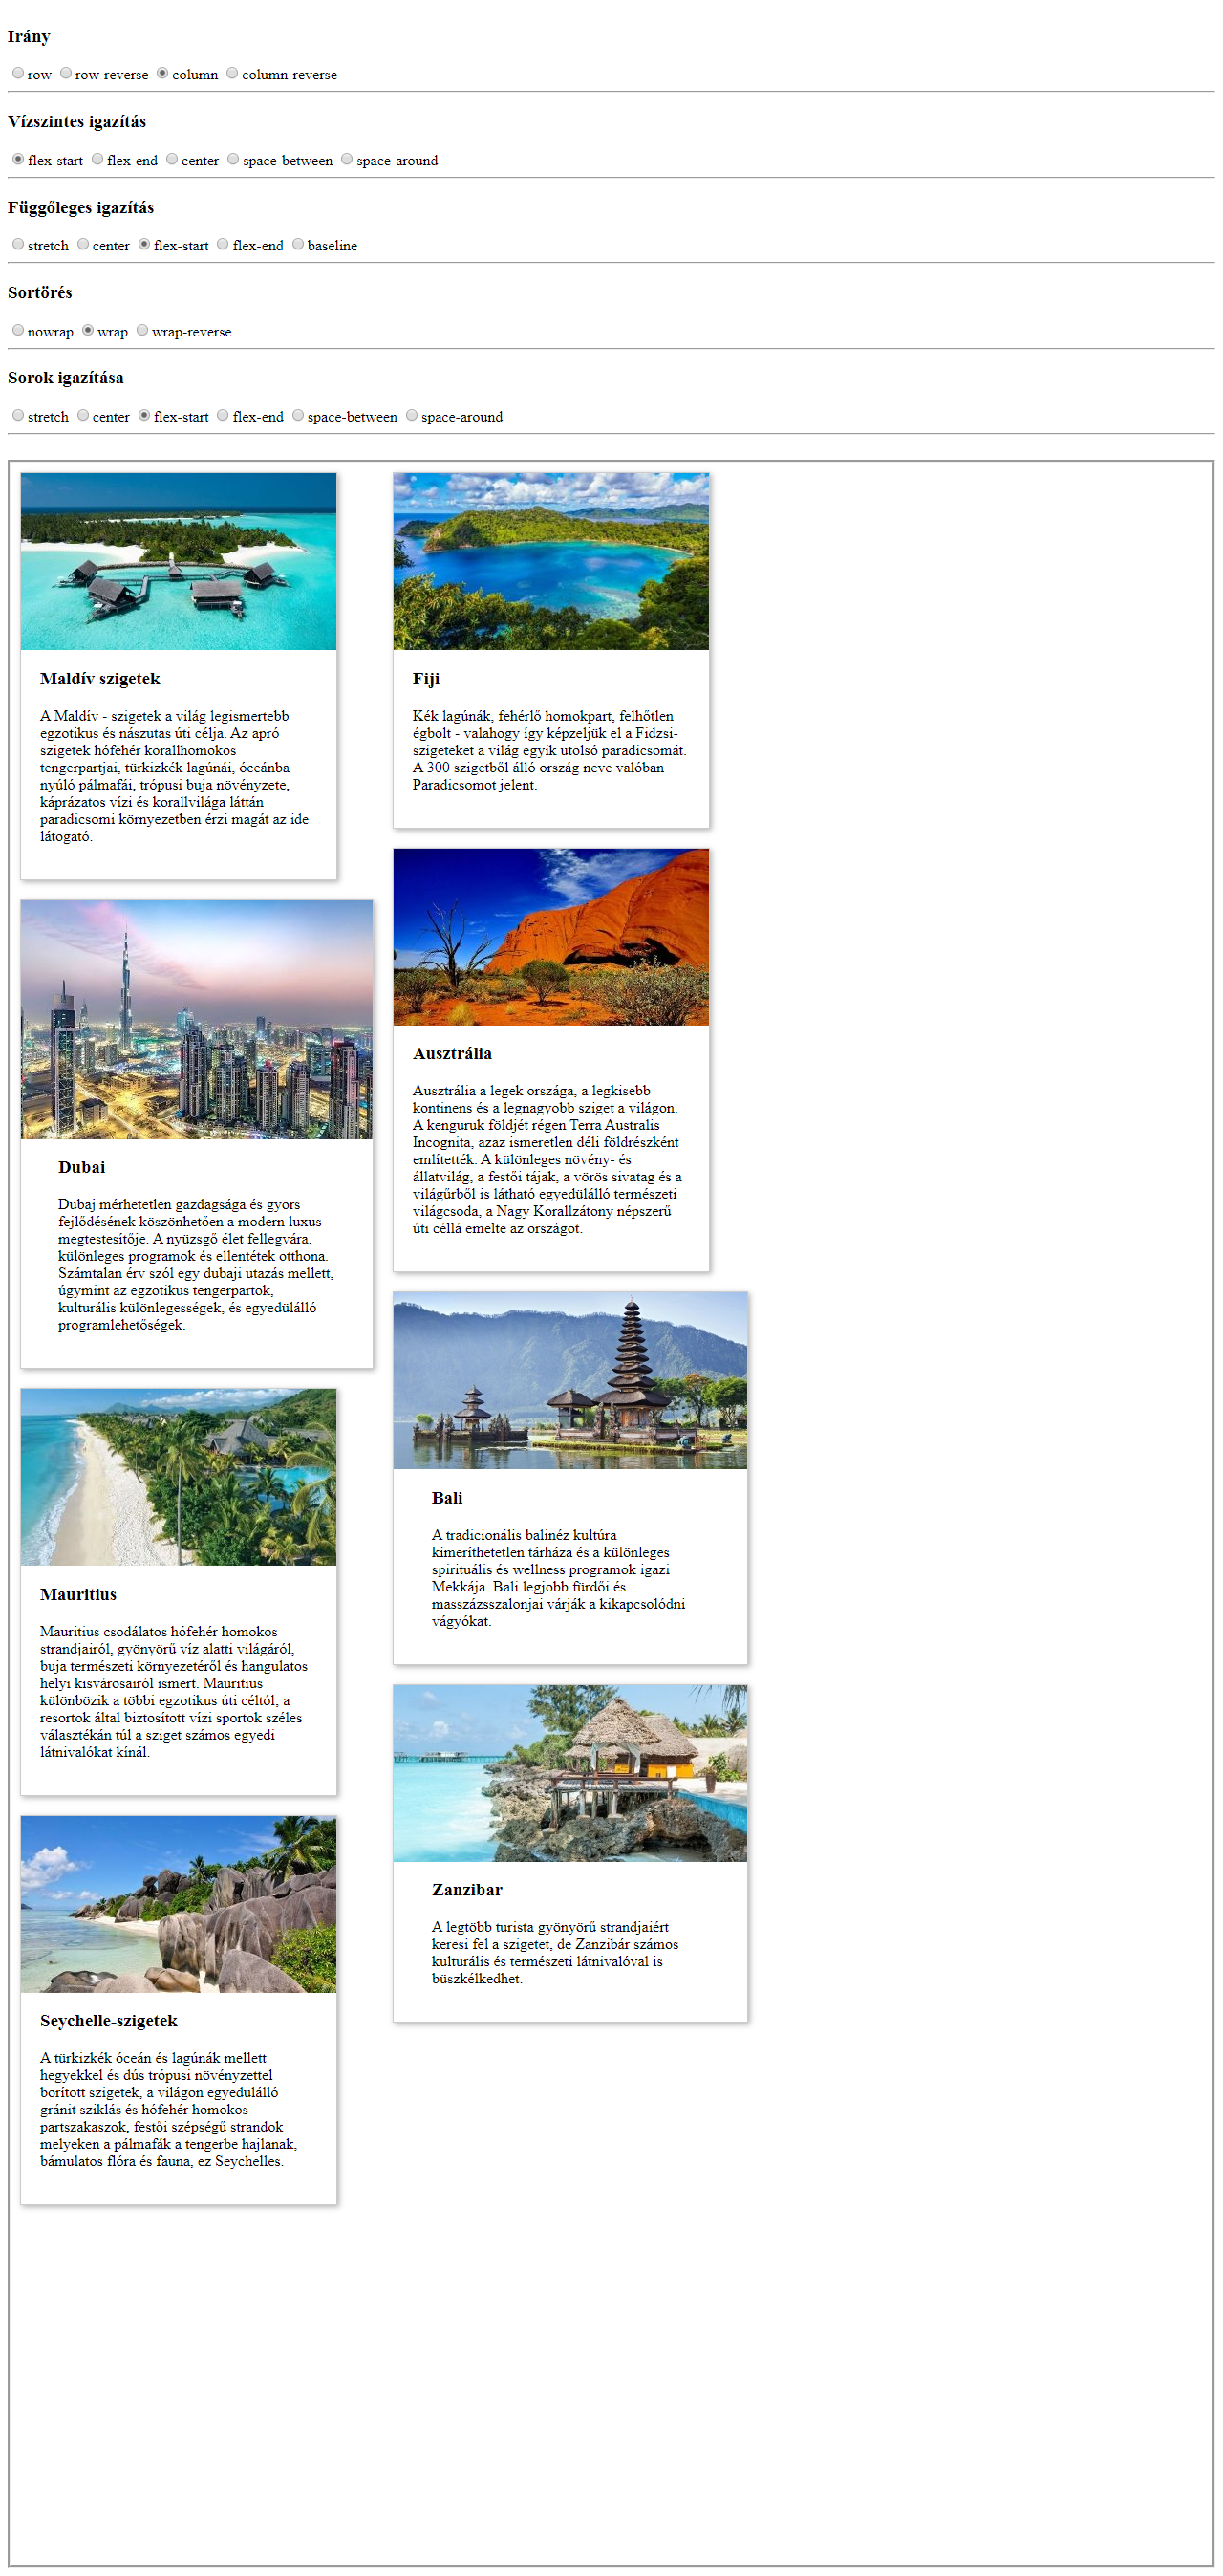 Irány
row row-reverse column column-reverse
Vízszintes igazítás
flex-start flex-end center space-between space-around
Függőleges igazítás
stretch center flex-start flex-end baseline
Sortörés
nowrap wrap wrap-reverse
Sorok igazítása
stretch center flex-start flex-end space-between space-around
Maldív szigetek
A Maldív - szigetek a világ legismertebb
egzotikus és nászutas úti célja. Az apró
szigetek hófehér korallhomokos
tengerpartjai, türkizkék lagúnái, óceánba
nyúló pálmafái, trópusi buja növényzete,
káprázatos vízi és korallvilága láttán
paradicsomi környezetben érzi magát az ide
látogató.
Dubai
Dubaj mérhetetlen gazdagsága és gyors
fejlődésének köszönhetően a modern luxus
megtestesítője. A nyüzsgő élet fellegvára,
különleges programok és ellentétek otthona.
Számtalan érv szól egy dubaji utazás mellett,
úgymint az egzotikus tengerpartok,
kulturális különlegességek, és egyedülálló
programlehetőségek.
Mauritius
Mauritius csodálatos hófehér homokos
strandjairól, gyönyörű víz alatti világáról,
buja természeti környezetéről és hangulatos
helyi kisvárosairól ismert. Mauritius
különbözik a többi egzotikus úti céltól; a
resortok által biztosított vízi sportok széles
választékán túl a sziget számos egyedi
látnivalókat kínál.
Seychelle-szigetek
A türkizkék óceán és lagúnák mellett
hegyekkel és dús trópusi növényzettel
borított szigetek, a világon egyedülálló
gránit sziklás és hófehér homokos
partszakaszok, festői szépségű strandok
melyeken a pálmafák a tengerbe hajlanak,
bámulatos flóra és fauna, ez Seychelles.
Fiji
Kék lagúnák, fehérlő homokpart, felhőtlen
égbolt - valahogy így képzeljük el a Fidzsi-
szigeteket a világ egyik utolsó paradicsomát.
A 300 szigetből álló ország neve valóban
Paradicsomot jelent.
Ausztrália
Ausztrália a legek országa, a legkisebb
kontinens és a legnagyobb sziget a világon.
A kenguruk földjét régen Terra Australis
Incognita, azaz ismeretlen déli földrészként
említették. A különleges növény- és
állatvilág, a festői tájak, a vörös sivatag és a
világűrből is látható egyedülálló természeti
világcsoda, a Nagy Korallzátony népszerű
úti céllá emelte az országot.
Bali
A tradicionális balinéz kultúra
kimeríthetetlen tárháza és a különleges
spirituális és wellness programok igazi
Mekkája. Bali legjobb fürdői és
masszázsszalonjai várják a kikapcsolódni
vágyókat.
Zanzibar
A legtöbb turista gyönyörű strandjaiért
keresi fel a szigetet, de Zanzibár számos
kulturális és természeti látnivalóval is
büszkélkedhet.